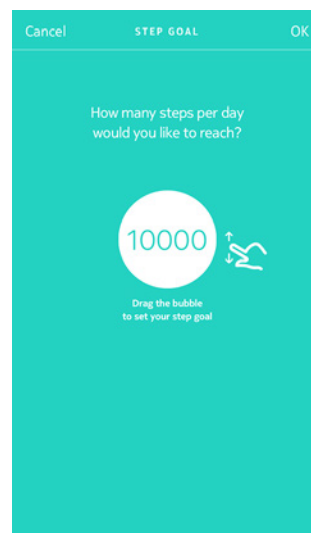 Cancel STEP GOAL OK
How many steps per day
would you like to reach?
10000
Drag the bubble
to set your step goal